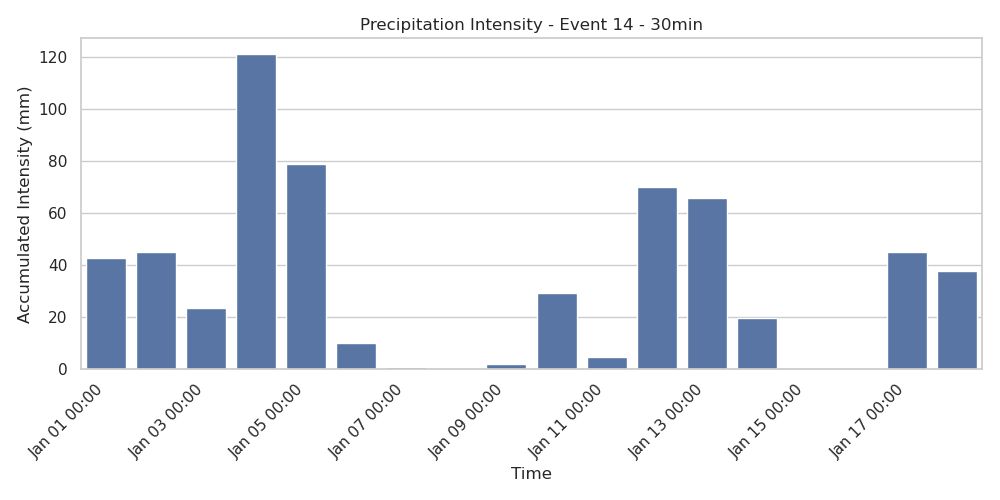 Precipitation Intensity - Event 14 - 30min
Accumulated Intensity (mm)
120
100
80
60
40
20
0
Jan 01 00:00
Jan 03 00:00
Jan 05 00:00
Jan 07 00:00
Jan 09 00:00
Jan 11 00:00
Jan 13 00:00
Jan 15 00:00
Jan 17 00:00
Time